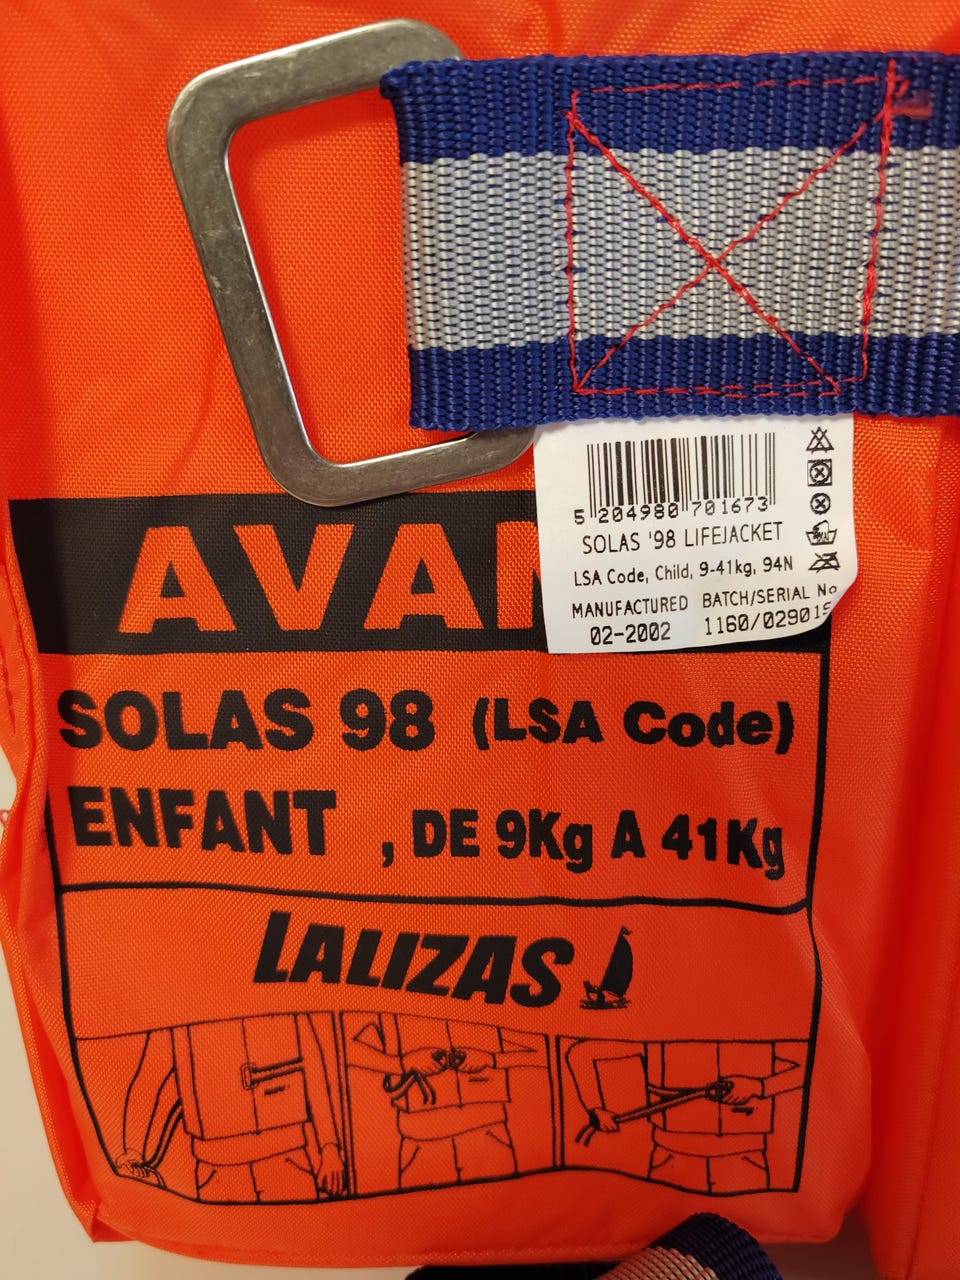 5 204980 701673
SOLAS '98 LIFEJACKET
LSA Code, Child, 9-41kg, 94N
MANUFACTURED BATCH/SERIAL No
02-2002 1160/029015
AVAN
SOLAS 98 (LSA Code)
ENFANT , DE 9Kg A 41Kg
LALIZAS